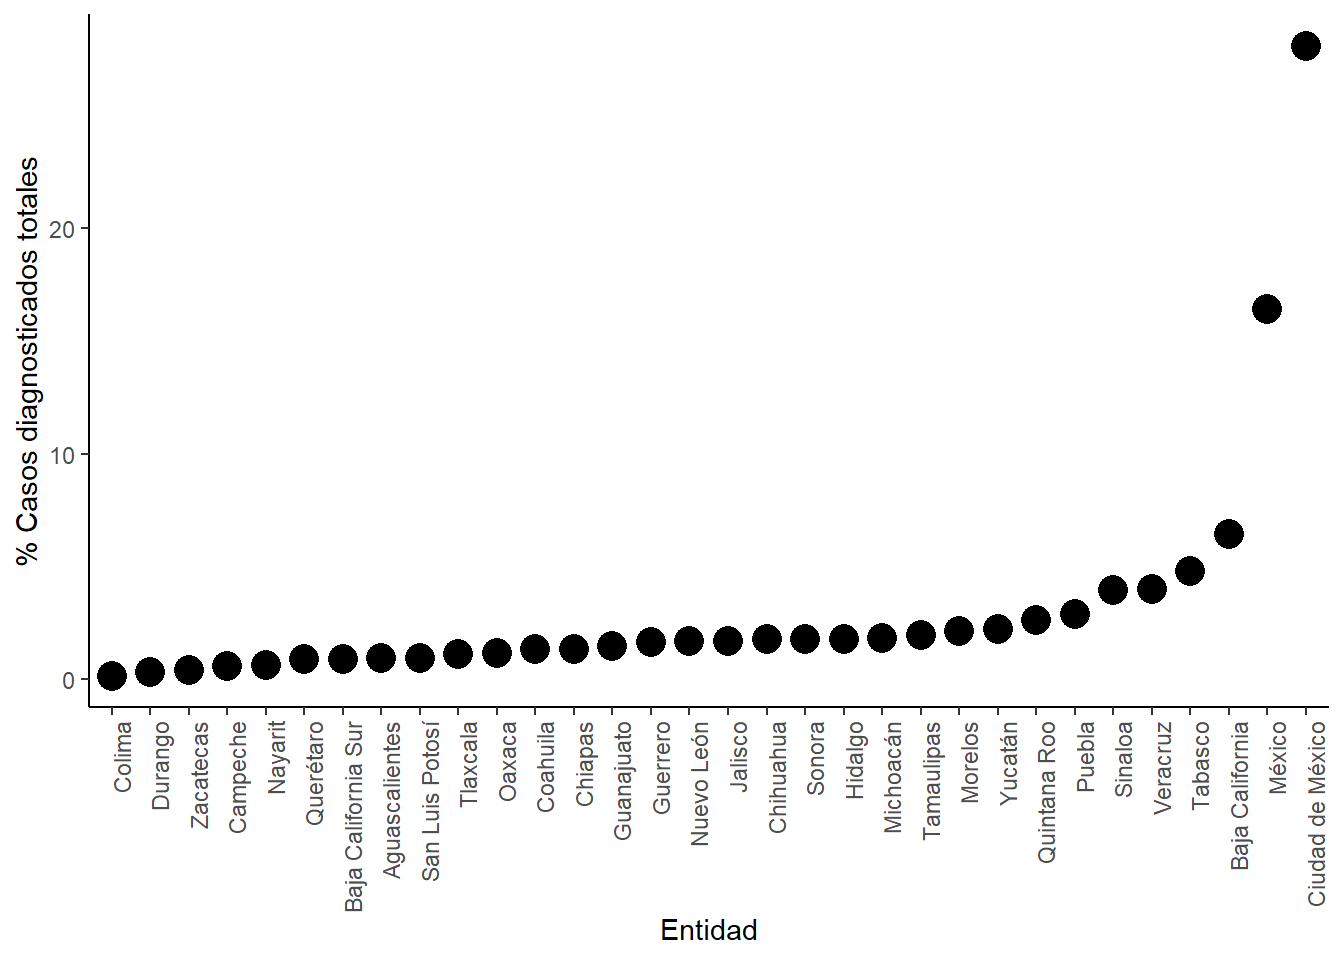 % Casos diagnosticados totales
20
10
0
Colima
Durango
Zacatecas
Campeche
Nayarit
Querétaro
Baja California Sur
Aguascalientes
San Luis Potosí
Tlaxcala
Oaxaca
Coahuila
Chiapas
Guanajuato
Guerrero
Nuevo León
Jalisco
Chihuahua
Sonora
Hidalgo
Michoacán
Tamaulipas
Morelos
Yucatán
Quintana Roo
Puebla
Sinaloa
Veracruz
Tabasco
Baja California
México
Ciudad de México
Entidad